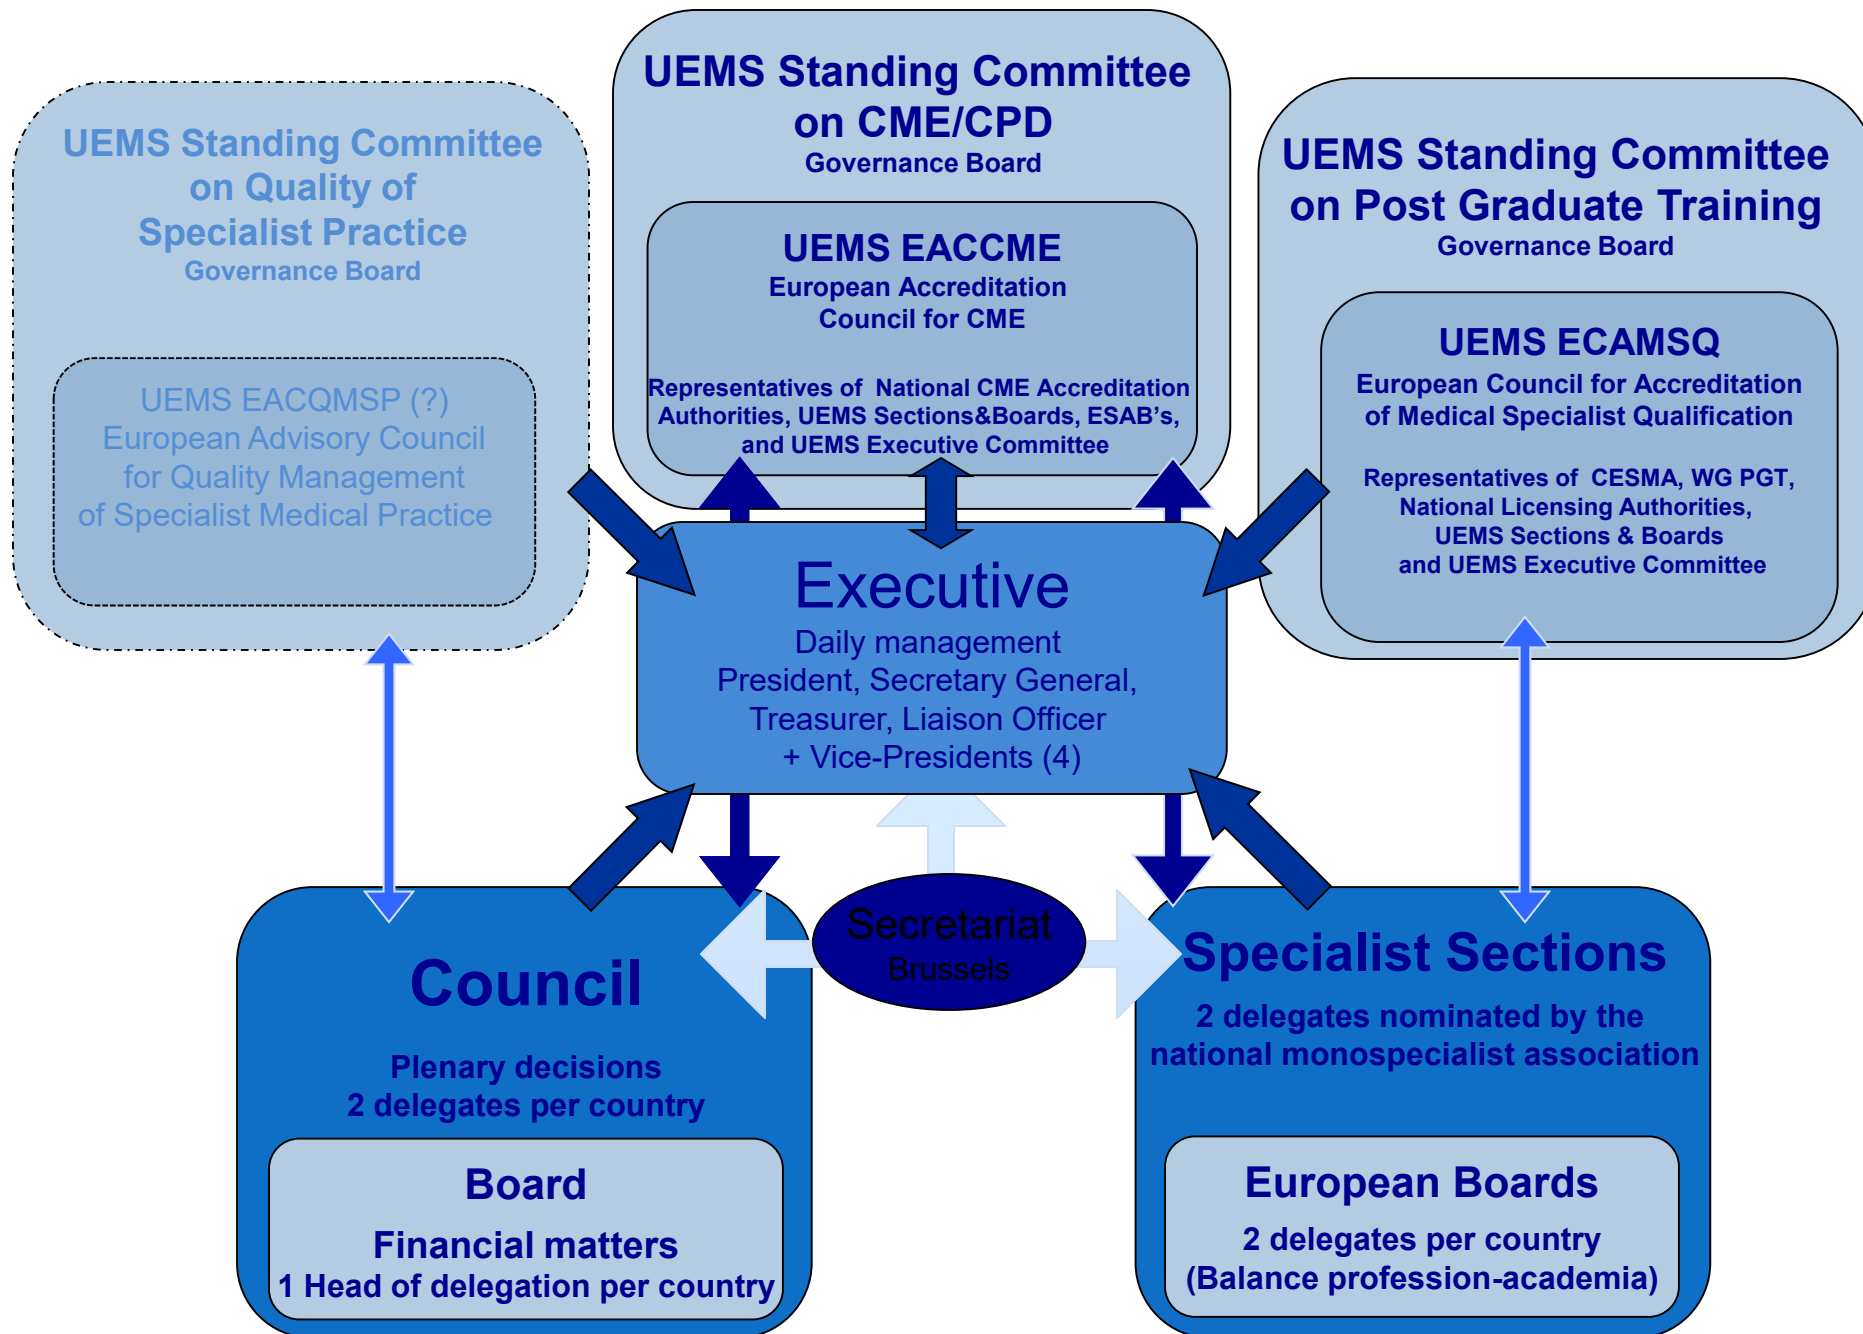 UEMS Standing Committee
on Quality of
Specialist Practice
Governance Board
UEMS EACQMSP (?)
European Advisory Council
for Quality Management
of Specialist Medical Practice
UEMS Standing Committee
on CME/CPD
Governance Board
UEMS EACCME
European Accreditation
Council for CME
Representatives of National CME Accreditation
Authorities, UEMS Sections&Boards, ESAB's,
and UEMS Executive Committee
UEMS Standing Committee
on Post Graduate Training
Governance Board
UEMS ECAMSQ
European Council for Accreditation
of Medical Specialist Qualification
Representatives of CESMA, WG PGT,
National Licensing Authorities,
UEMS Sections & Boards
and UEMS Executive Committee
Executive
Daily management
President, Secretary General,
Treasurer, Liaison Officer
+ Vice-Presidents (4)
Secretariat
Brussels
Council
Plenary decisions
2 delegates per country
Board
Financial matters
1 Head of delegation per country
Specialist Sections
2 delegates nominated by the
national monospecialist association
European Boards
2 delegates per country
(Balance profession-academia)